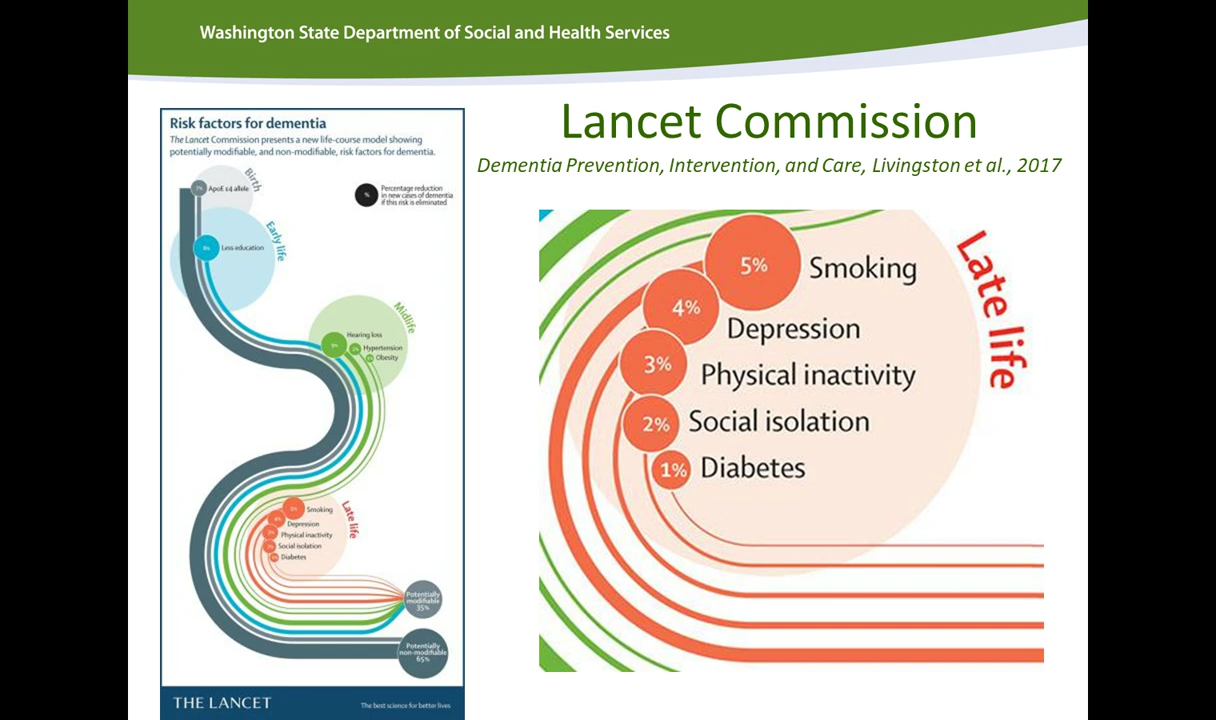 Washington State Department of Social and Health Services
Lancet Commission
Dementia Prevention, Intervention, and Care, Livingston et al., 2017
Risk factors for dementia
The Lancet Commission presents a new life-course model showing
potentially modifiable, and non-modifiable, risk factors for dementia.
Birth
7%
ApoE ε4 allele
%
Percentage reduction
in new cases of dementia
if this risk is eliminated
Early life
8%
Less education
Midlife
9%
Hearing loss
Hypertension
Obesity
Late life
5%
Smoking
4%
Depression
Physical inactivity
Social isolation
Diabetes
Potentially
modifiable
35%
Potentially
non-modifiable
65%
THE LANCET
The best science for better lives
Late life
5%
Smoking
4%
Depression
3%
Physical inactivity
2%
Social isolation
1%
Diabetes